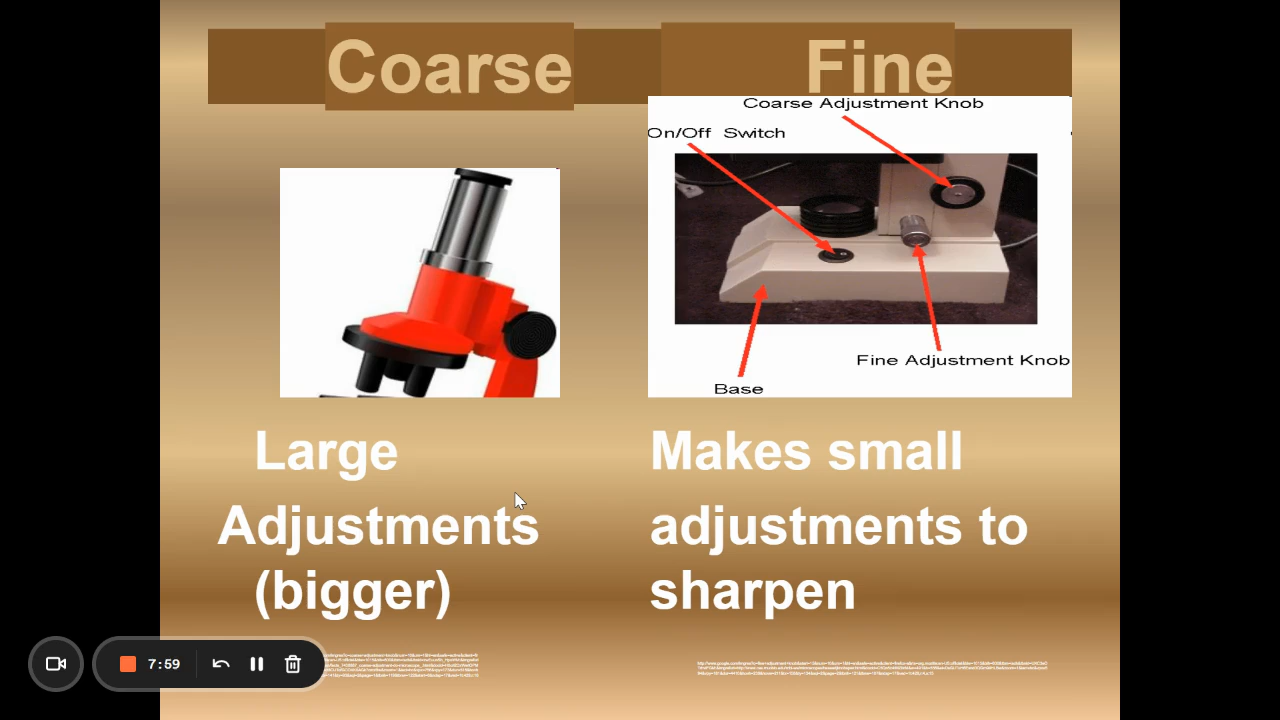 Coarse
Fine
Coarse Adjustment Knob
On/Off Switch
Fine Adjustment Knob
Base
Large
Adjustments
(bigger)
Makes small
adjustments to
sharpen
7:59